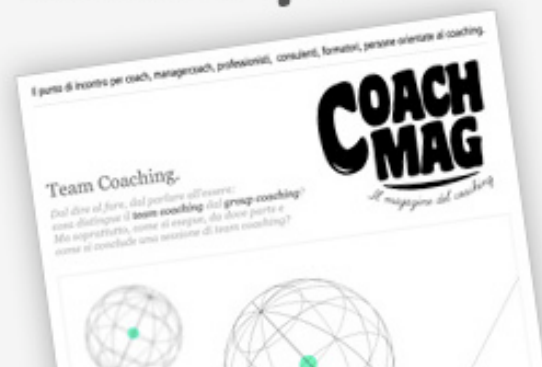 Il punto di incontro per coach, managercoach, professionisti, consulenti, formatori, persone orientate al coaching.
COACH
MAG
Il magazine del coaching
Team Coaching.
Dal dire al fare, dal parlare all'essere:
cosa distingue il team coaching dal group coaching?
Ma soprattutto, come si esegue, da dove parte e
come si conclude una sessione di team coaching?